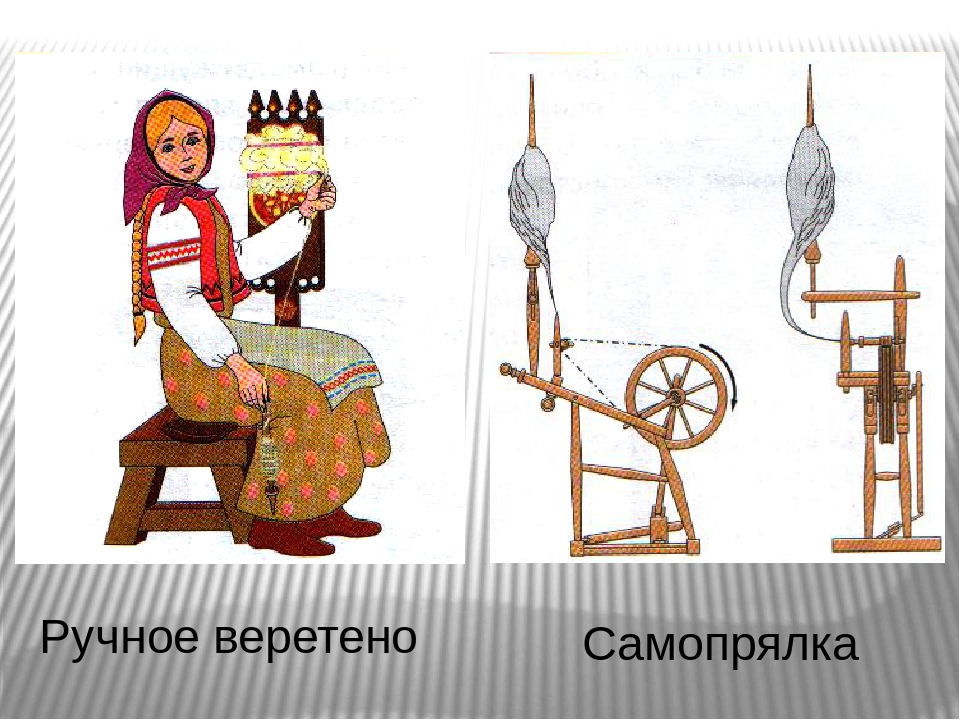 Ручное веретено
Самопрялка